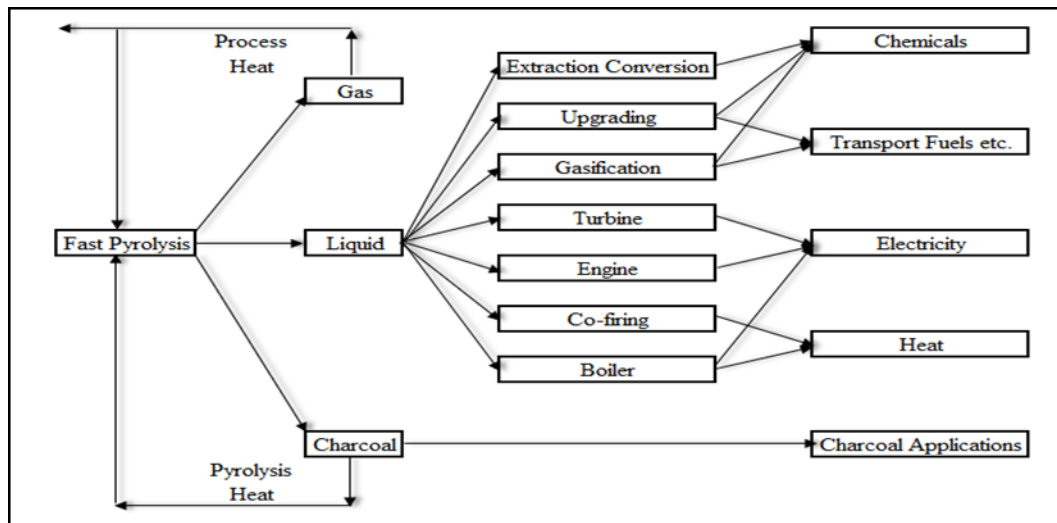 Process
Heat
Gas
Fast Pyrolysis
Liquid
Charcoal
Pyrolysis
Heat
Extraction Conversion
Upgrading
Gasification
Turbine
Engine
Co-firing
Boiler
Chemicals
Transport Fuels etc.
Electricity
Heat
Charcoal Applications